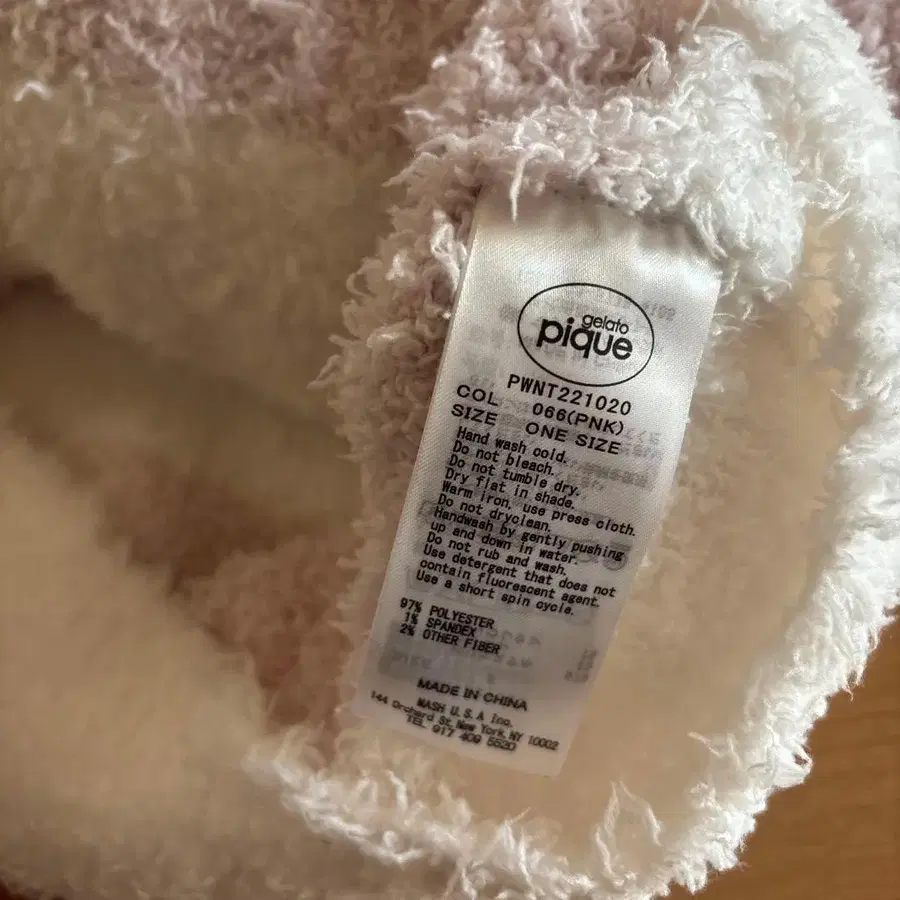 gelato
pique
PWNT221020
COL 066(PNK)
SIZE ONE SIZE
Hand wash cold.
Do not bleach.
Do not tumble dry.
Dry flat in shade.
Warm iron, use press cloth.
Do not dryclean.
Handwash by gently pushing
up and down in water.
Do not rub and wash.
Use detergent that does not
contain fluorescent agent.
Use a short spin cycle.
97% POLYESTER
1% SPANDEX
2% OTHER FIBER
MADE IN CHINA
MASH U.S.A Inc.
144 Orchard St, New York, NY 10002
TEL 917 409 5520